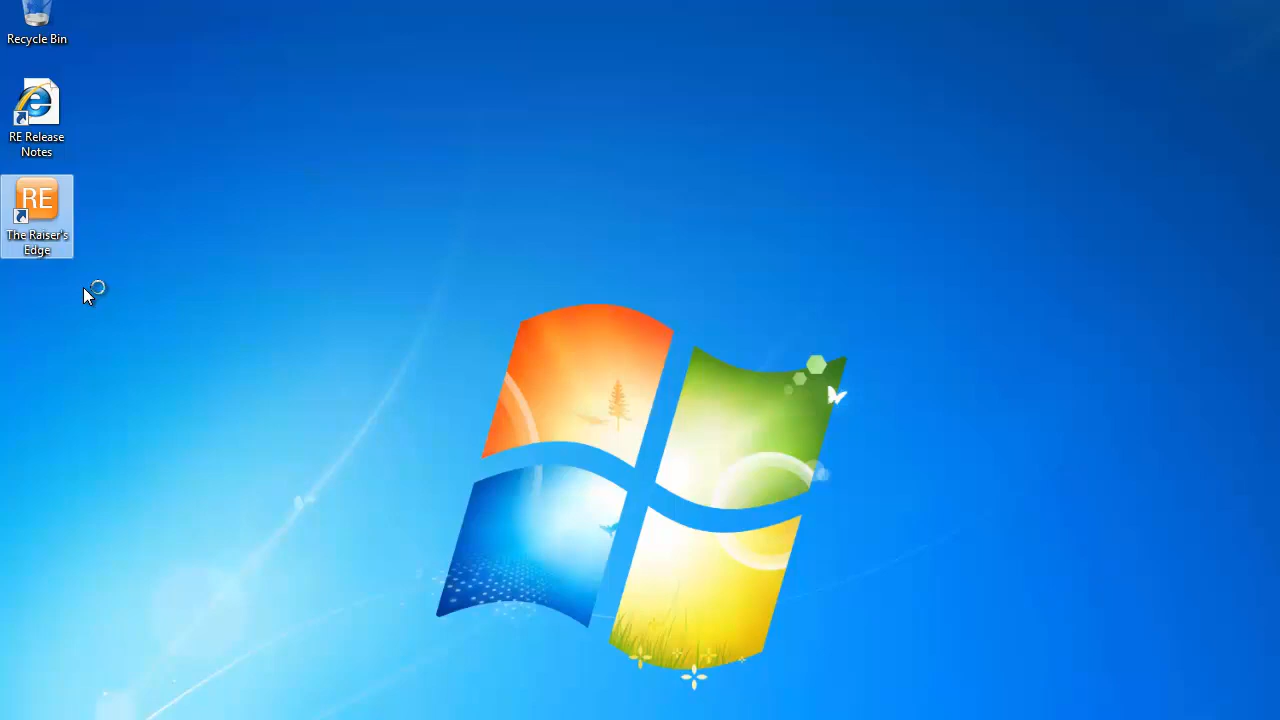 Recycle Bin
RE Release
Notes
RE
The Raiser's
Edge